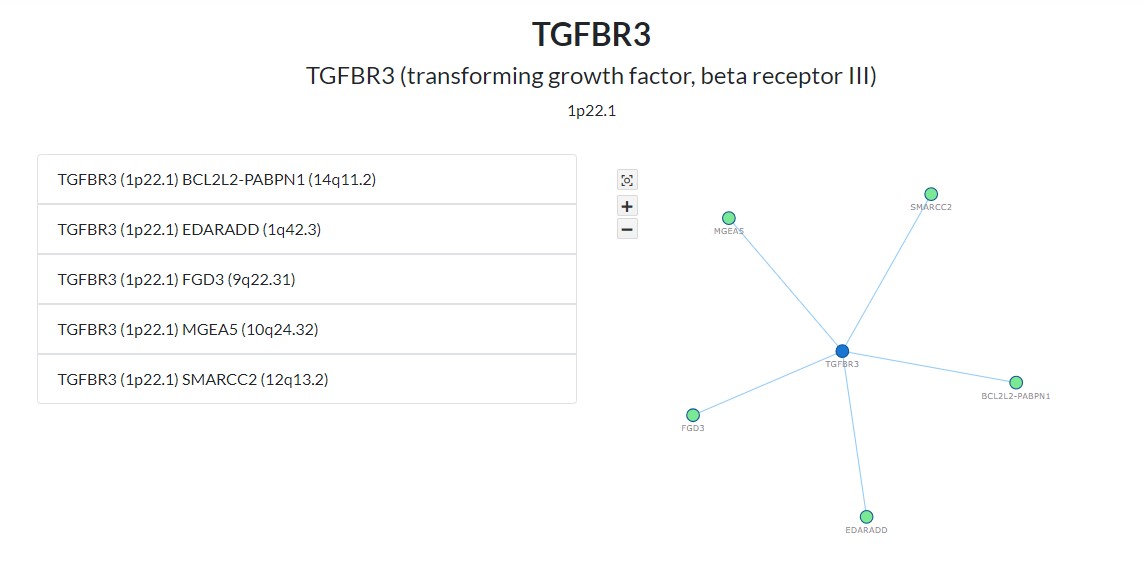 TGFBR3
TGFBR3 (transforming growth factor, beta receptor III)
1p22.1
TGFBR3 (1p22.1) BCL2L2-PABPN1 (14q11.2)
TGFBR3 (1p22.1) EDARADD (1q42.3)
TGFBR3 (1p22.1) FGD3 (9q22.31)
TGFBR3 (1p22.1) MGEA5 (10q24.32)
TGFBR3 (1p22.1) SMARCC2 (12q13.2)
+
−
SMARCC2
MGEA5
TGFBR3
BCL2L2-PABPN1
FGD3
EDARADD